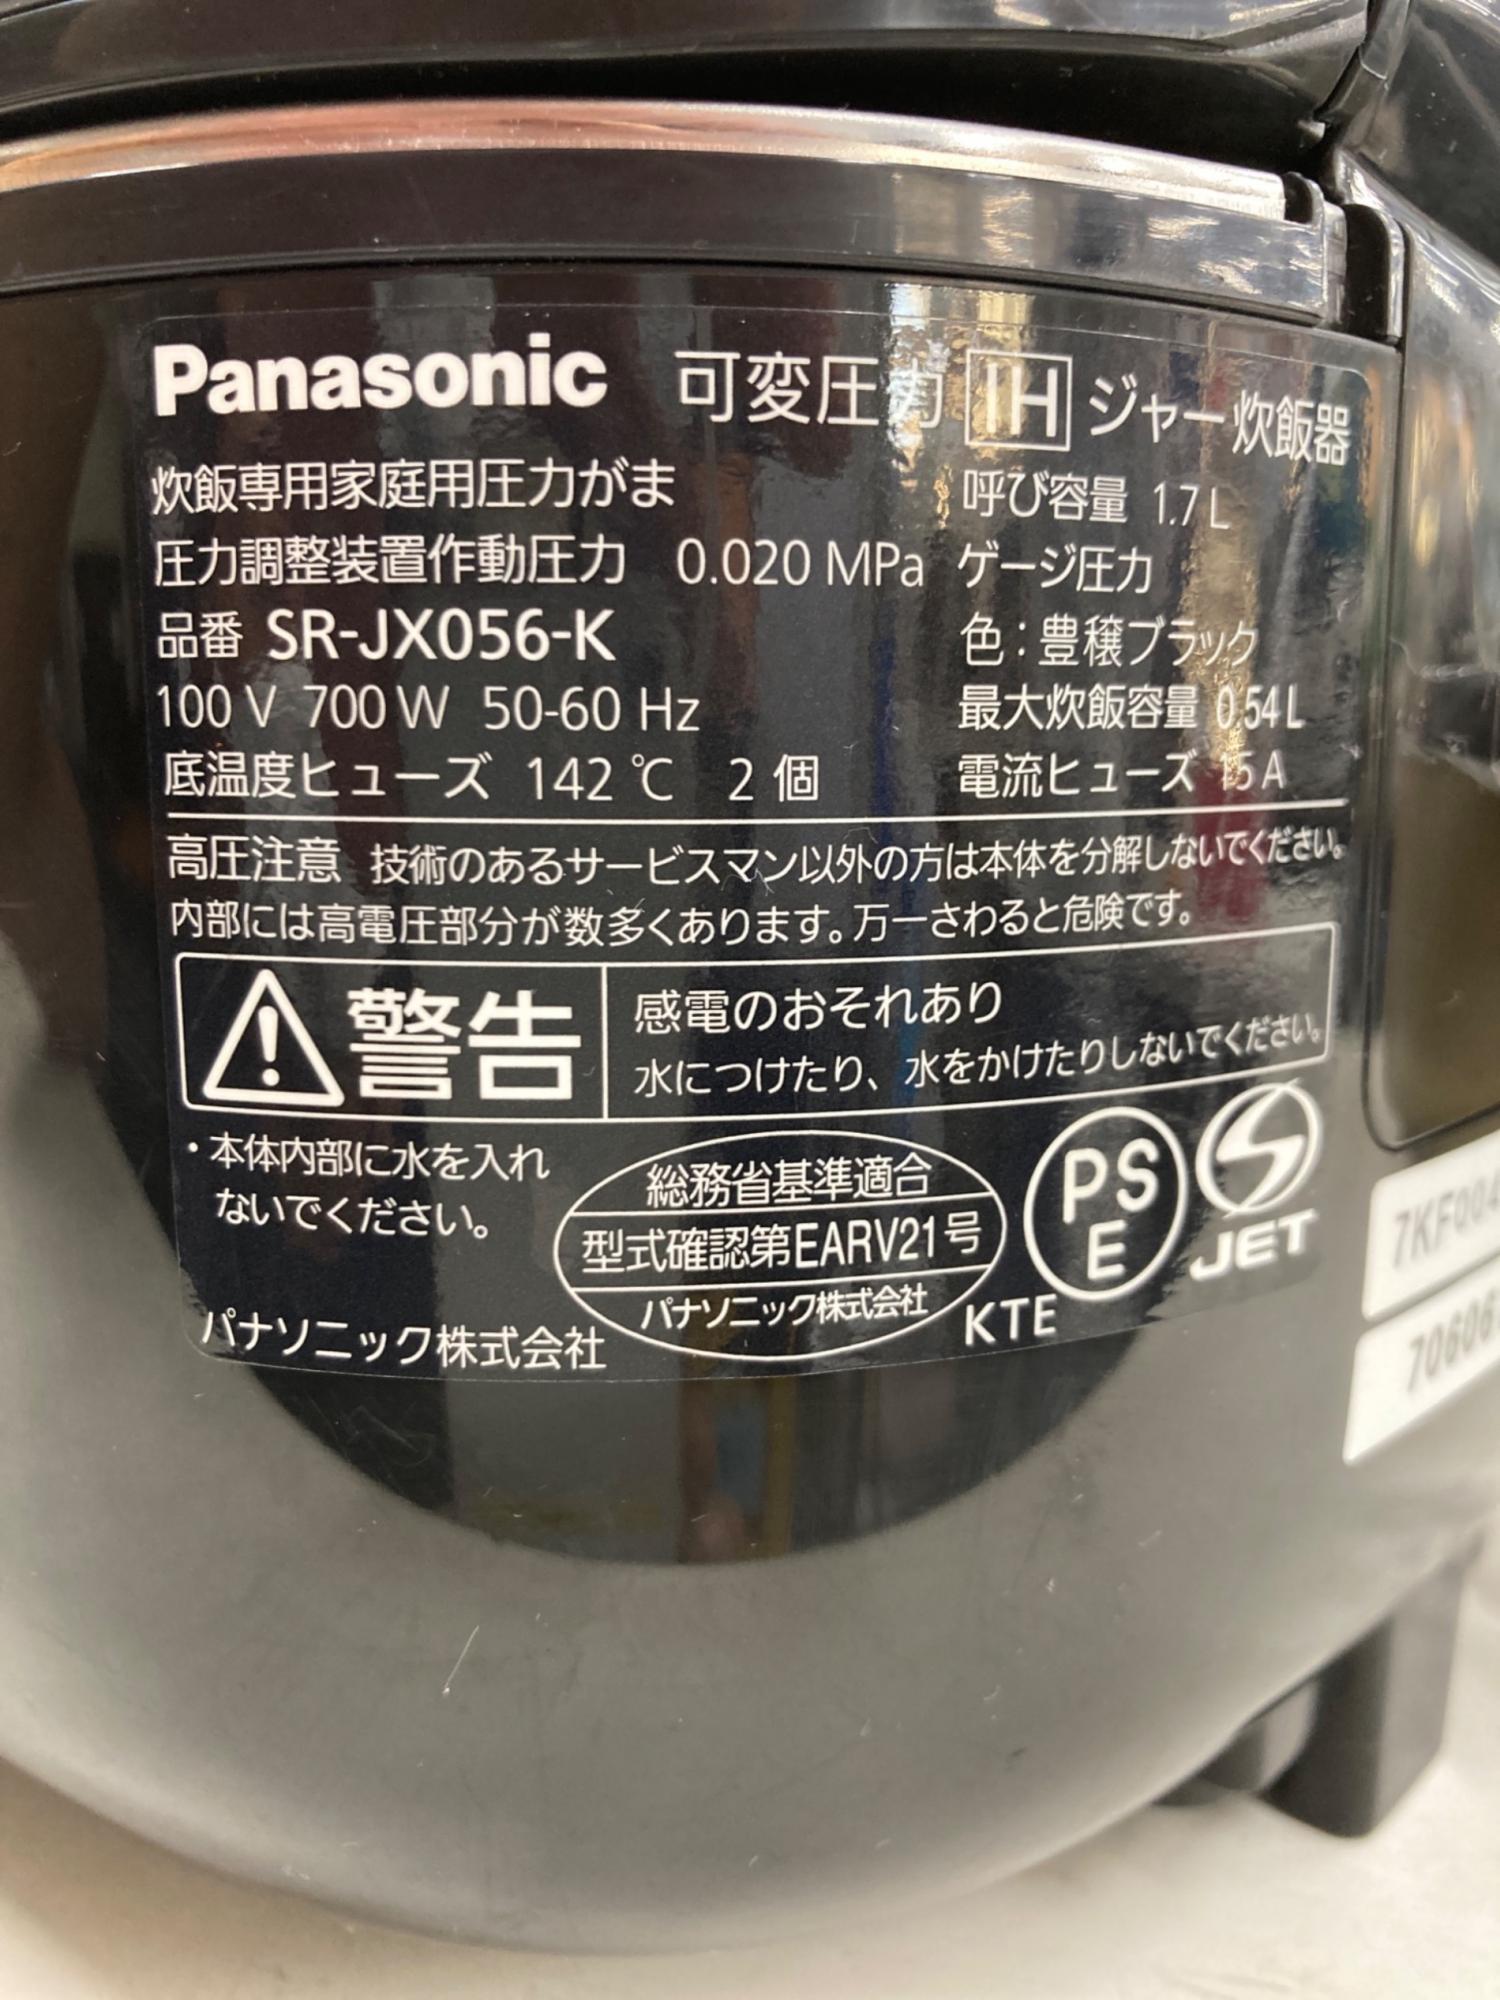 Panasonic 可変圧力 IH ジャー炊飯器
炊飯専用家庭用圧力がま 呼び容量 1.7 L
圧力調整装置作動圧力 0.020 MPa ゲージ圧力
品番 SR-JX056-K 色：豊穣ブラック
100 V 700 W 50-60 Hz 最大炊飯容量 0.54 L
底温度ヒューズ 142 ℃ 2 個 電流ヒューズ 15 A
高圧注意 技術のあるサービスマン以外の方は本体を分解しないでください。
内部には高電圧部分が数多くあります。万一さわると危険です。
警告 感電のおそれあり
水につけたり、水をかけたりしないでください。
・本体内部に水を入れ
ないでください。
総務省基準適合
型式確認第EARV21号
パナソニック株式会社
PS
E
JET
KTE
パナソニック株式会社